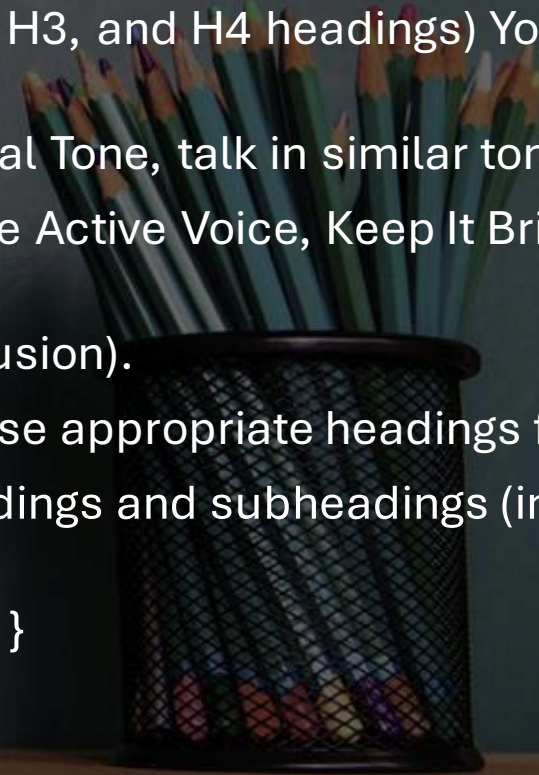 H3, and H4 headings) Yo
al Tone, talk in similar ton
e Active Voice, Keep It Bri
usion).
se appropriate headings f
dings and subheadings (in
}